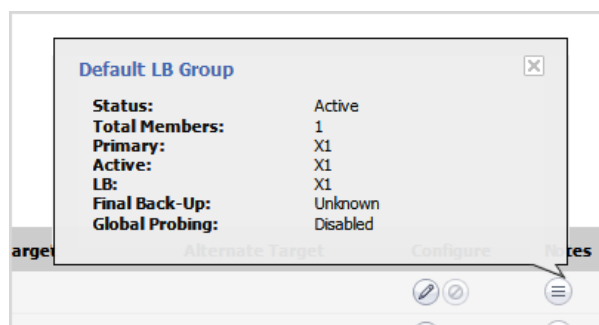 Default LB Group
Status: Active
Total Members: 1
Primary: X1
Active: X1
LB: X1
Final Back-Up: Unknown
Global Probing: Disabled
Alternate Target Configure Notes